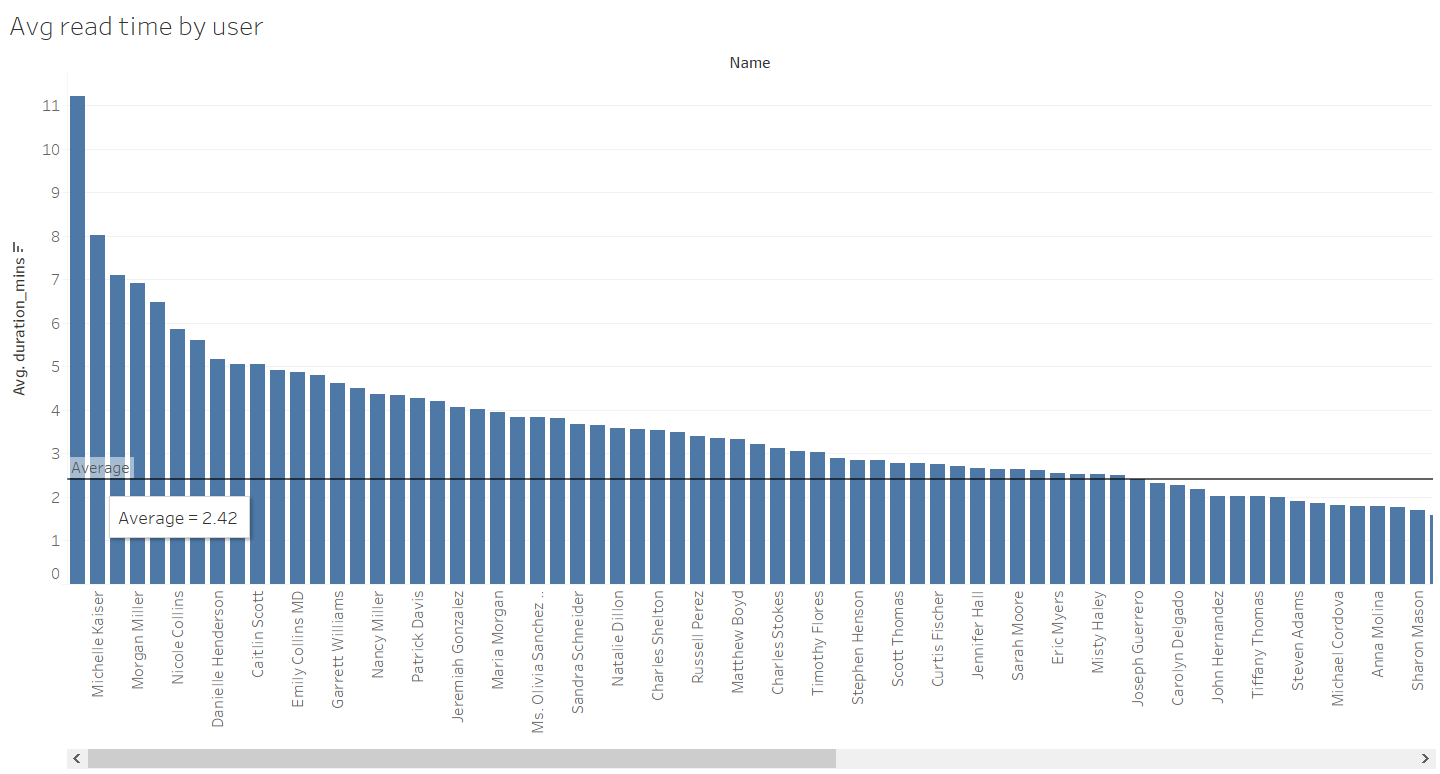 Avg read time by user
Name
Avg. duration_mins
11
10
9
8
7
6
5
4
3
2
1
0
Average
Average = 2.42
Michelle Kaiser
Morgan Miller
Nicole Collins
Danielle Henderson
Caitlin Scott
Emily Collins MD
Garrett Williams
Nancy Miller
Patrick Davis
Jeremiah Gonzalez
Maria Morgan
Ms. Olivia Sanchez ..
Sandra Schneider
Natalie Dillon
Charles Shelton
Russell Perez
Matthew Boyd
Charles Stokes
Timothy Flores
Stephen Henson
Scott Thomas
Curtis Fischer
Jennifer Hall
Sarah Moore
Eric Myers
Misty Haley
Joseph Guerrero
Carolyn Delgado
John Hernandez
Tiffany Thomas
Steven Adams
Michael Cordova
Anna Molina
Sharon Mason